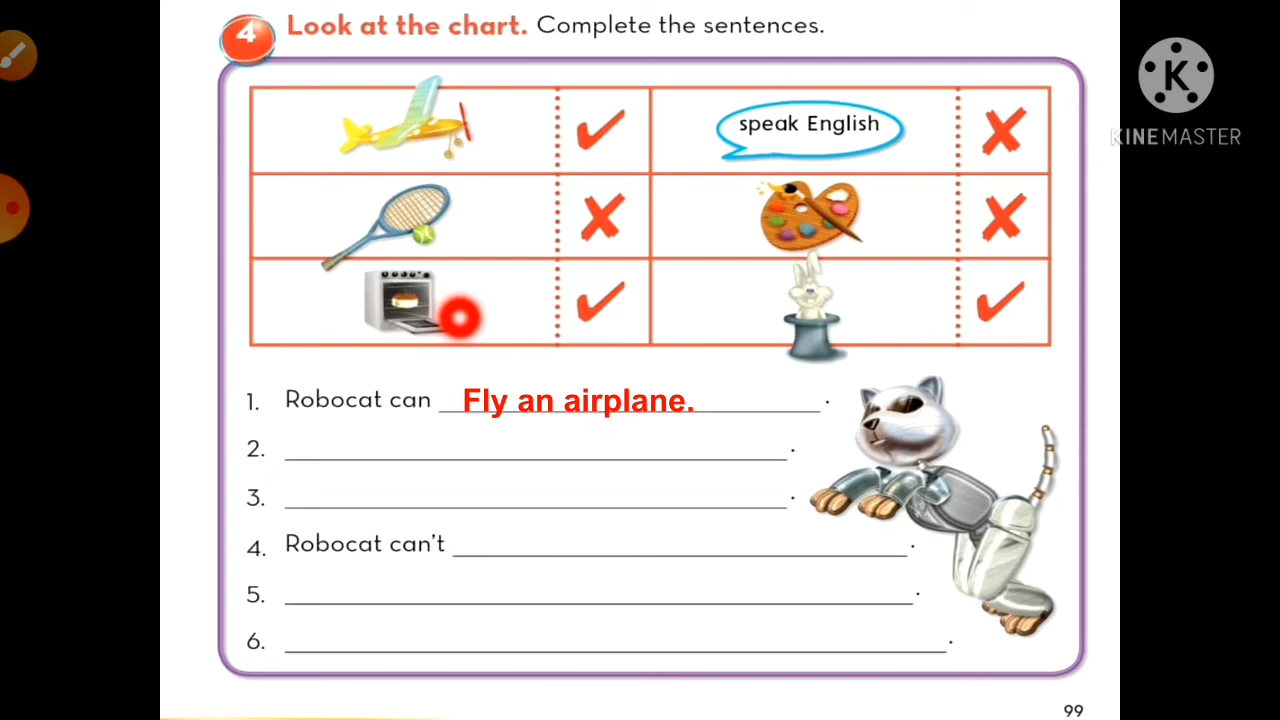 4 Look at the chart. Complete the sentences.
K
KINEMASTER
speak English
1. Robocat can Fly an airplane. .
2. .
3. .
4. Robocat can't .
5. .
6. .
99